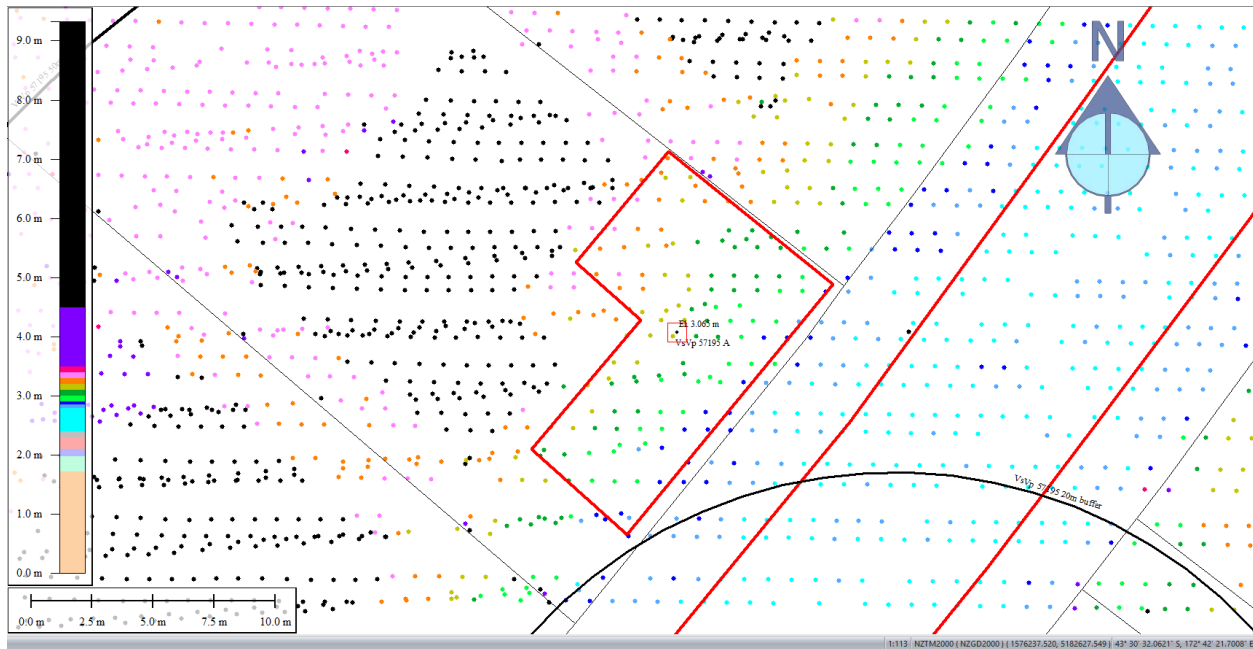 N
9.0 m
8.0 m
7.0 m
6.0 m
5.0 m
4.0 m
3.0 m
2.0 m
1.0 m
0.0 m
EL 3.065 m
VsVp 57195 A
VsVp 57195 20m buffer
0.0 m 2.5 m 5.0 m 7.5 m 10.0 m
1:113 NZTM2000 ( NZGD2000 ) ( 1576237.520, 5182627.549 ) 43° 30' 32.0621" S, 172° 42' 21.7008" E